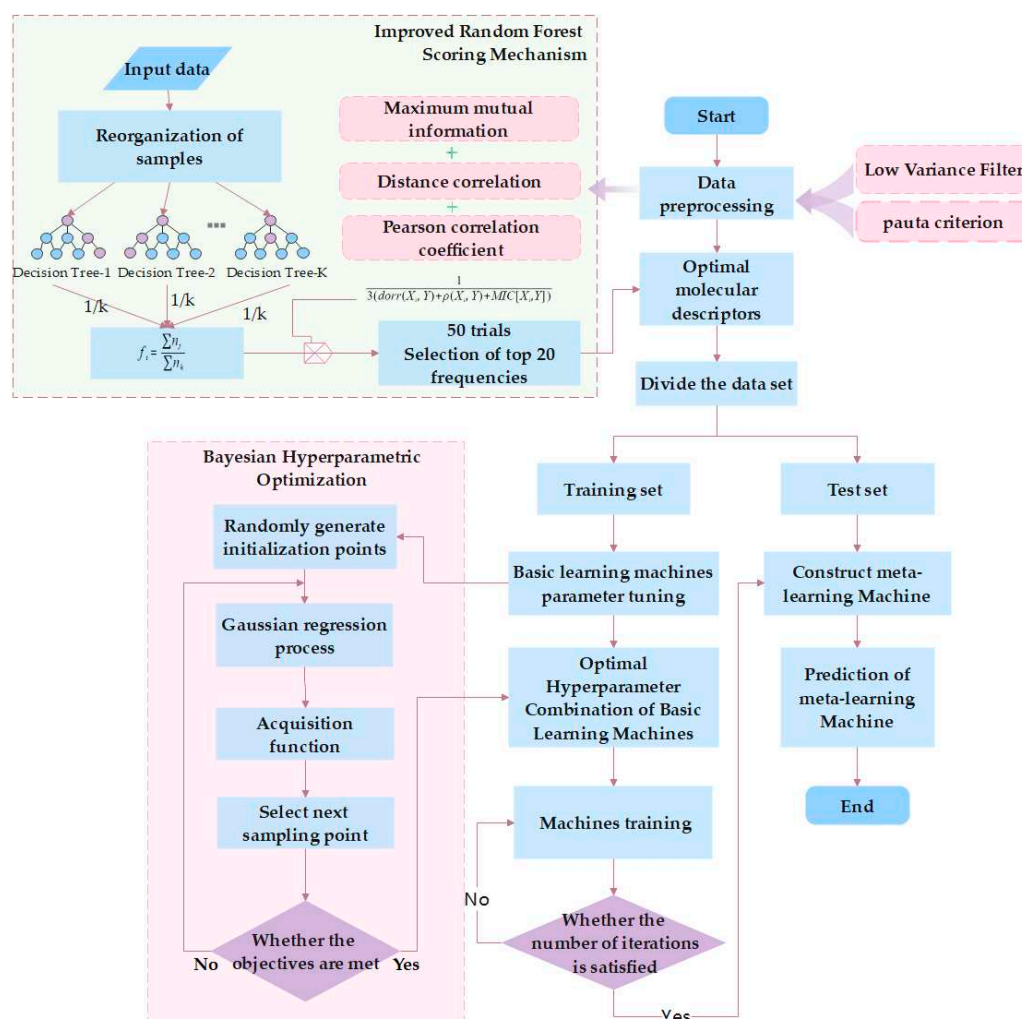 Improved Random Forest
Scoring Mechanism
Input data
Reorganization of
samples
Decision Tree-1
Decision Tree-2
Decision Tree-K
1/k
1/k
1/k
f_i = ∑n_j / ∑n_k
Maximum mutual
information
+
Distance correlation
+
Pearson correlation
coefficient
1
3(dorr(X,Y)+ρ(X,Y)+MIC[X,Y])
50 trials
Selection of top 20
frequencies
Start
Data
preprocessing
Low Variance Filter
pauta criterion
Optimal
molecular
descriptors
Divide the data set
Training set
Test set
Bayesian Hyperparametric
Optimization
Randomly generate
initialization points
Gaussian regression
process
Acquisition
function
Select next
sampling point
Whether the
objectives are met
No
Yes
Basic learning machines
parameter tuning
Optimal
Hyperparameter
Combination of Basic
Learning Machines
Machines training
No
Whether the
number of iterations
is satisfied
Yes
Construct meta-
learning Machine
Prediction of
meta-learning
Machine
End